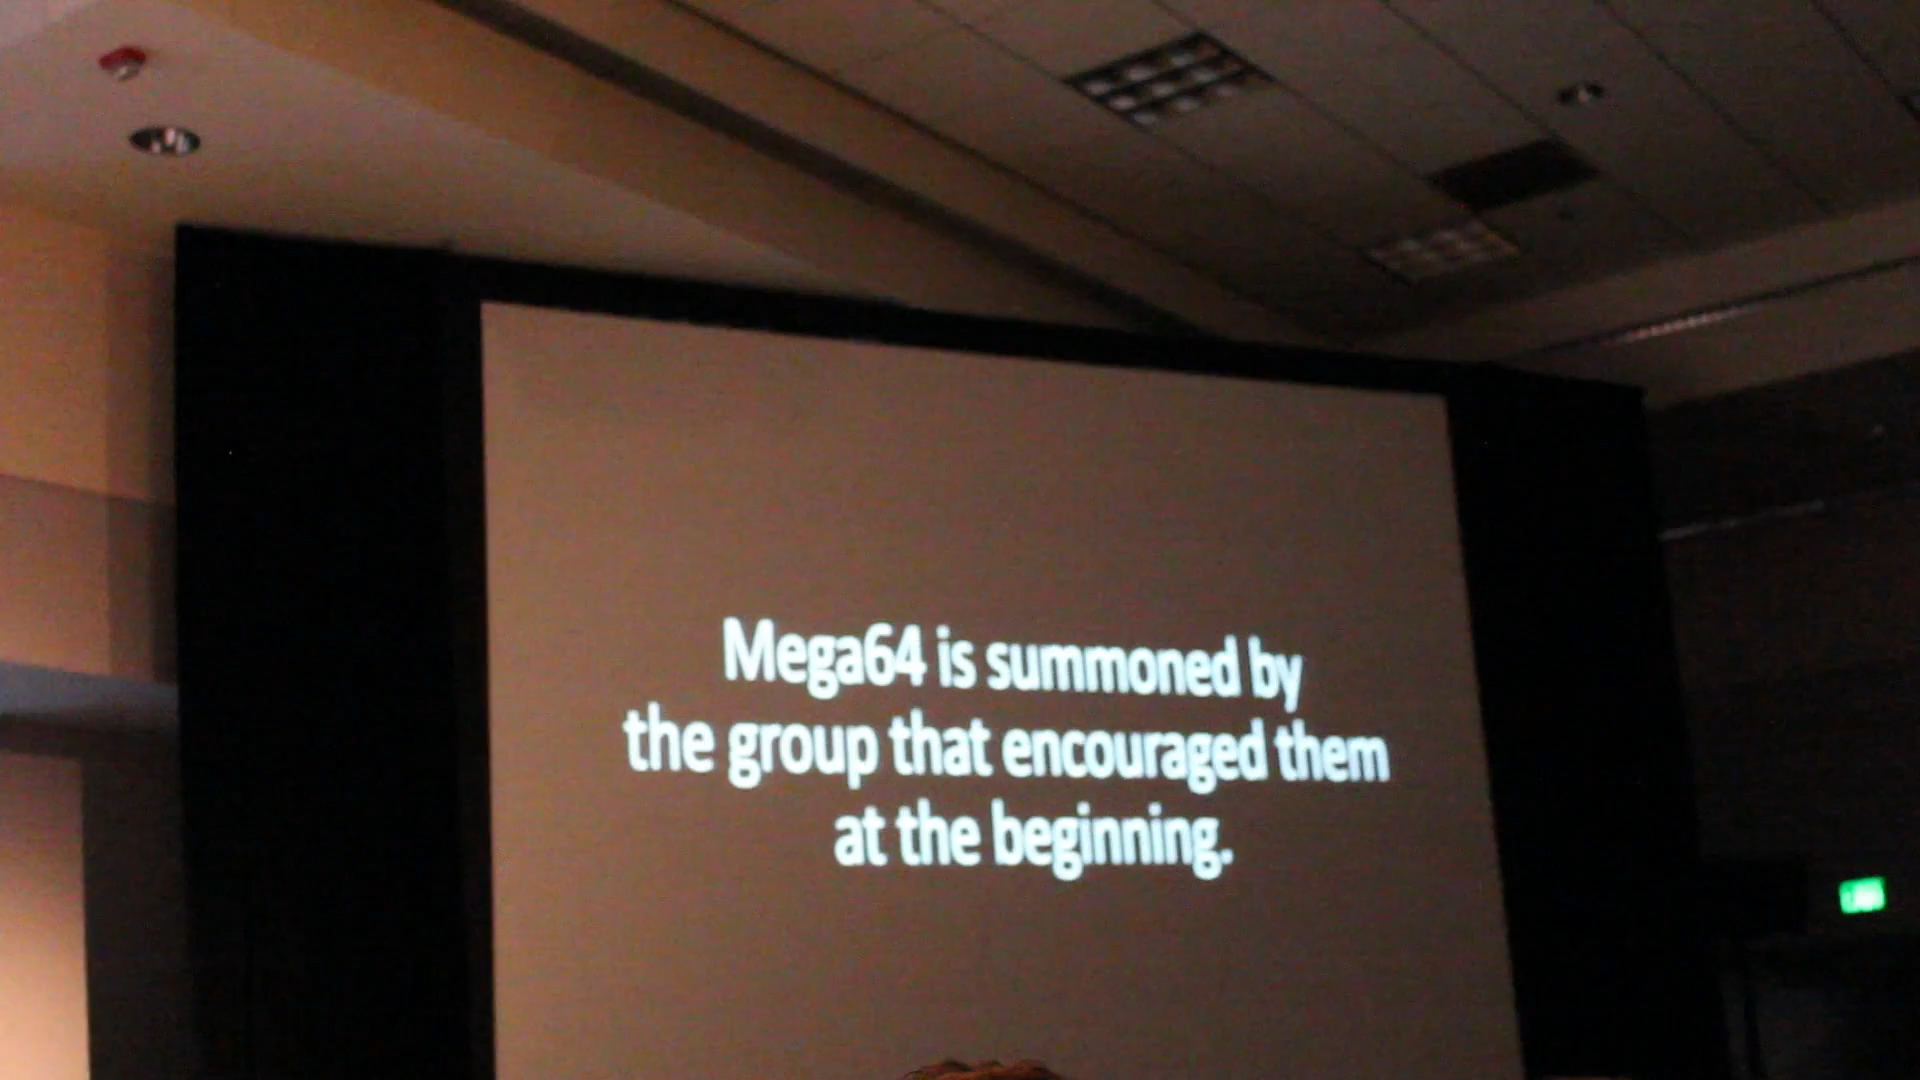 Mega64 is summoned by
the group that encouraged them
at the beginning.